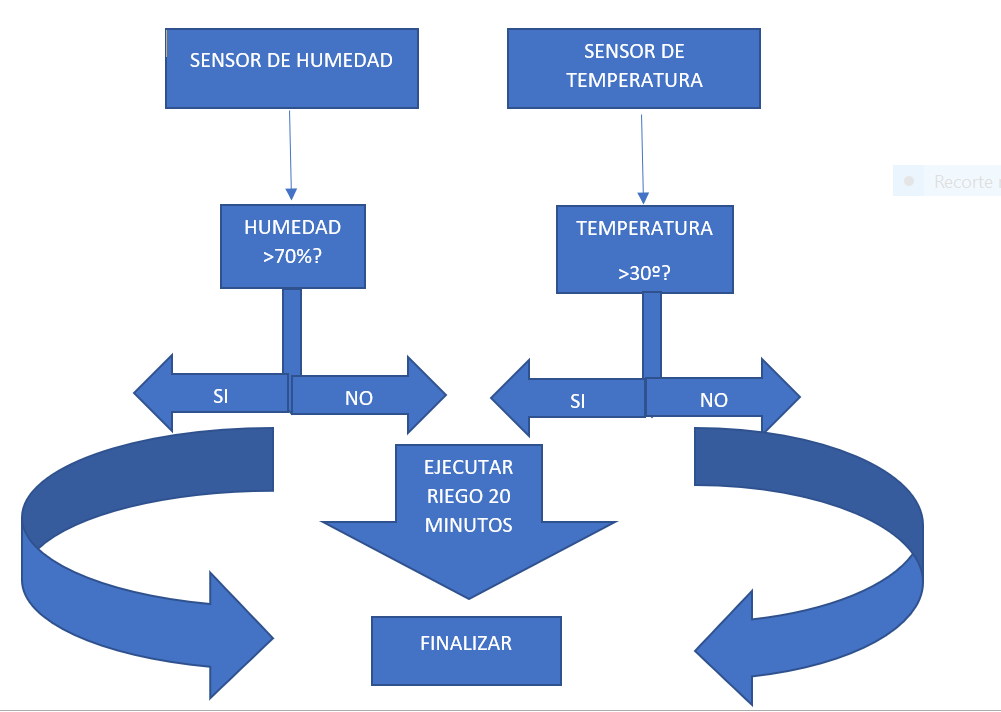 SENSOR DE HUMEDAD
SENSOR DE
TEMPERATURA
Recorte
HUMEDAD
>70%?
TEMPERATURA
>30º?
SI
NO
SI
NO
EJECUTAR
RIEGO 20
MINUTOS
FINALIZAR